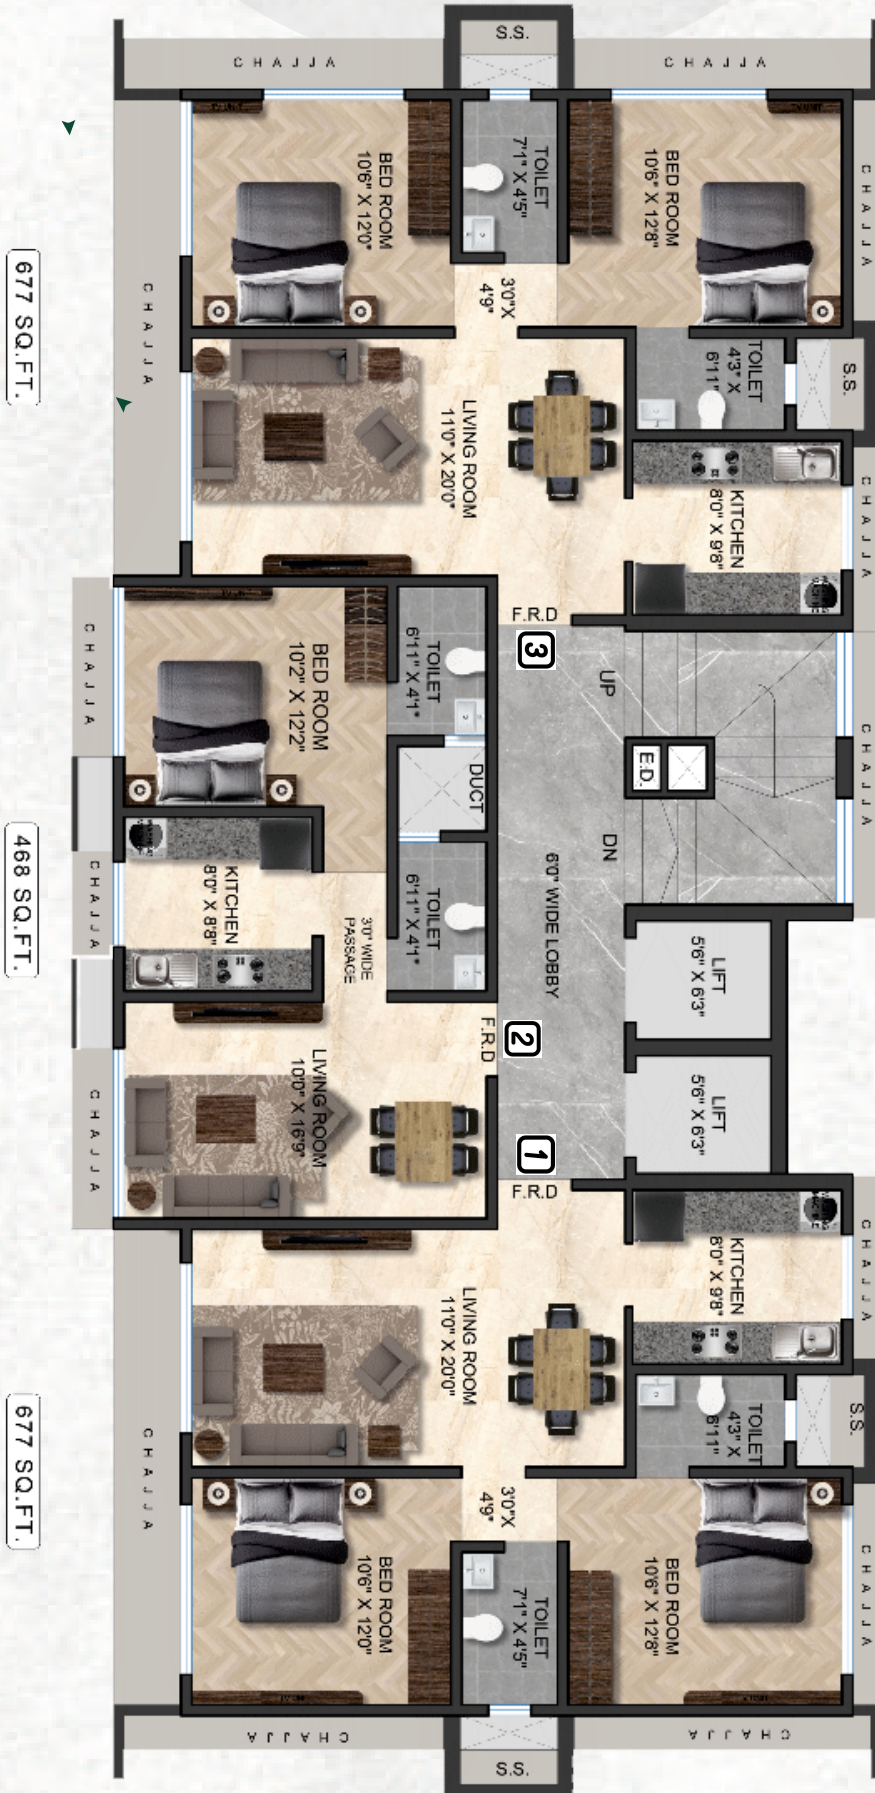 S.S.
CHAJJA
CHAJJA
CHAJJA
CHAJJA
TV UNIT
TV UNIT
BED ROOM
10'6" X 12'0"
TOILET
7'1" X 4'5"
BED ROOM
10'6" X 12'8"
3'0"X
4'9"
TOILET
4'3" X
6'11"
S.S.
LIVING ROOM
11'0" X 20'0"
KITCHEN
8'0" X 9'8"
CHAJJA
677 SQ.FT.
F.R.D
3
UP
CHAJJA
CHAJJA
BED ROOM
10'2" X 12'2"
TOILET
6'11" X 4'1"
DUCT
E.D.
DN
6'0" WIDE LOBBY
KITCHEN
8'0" X 8'8"
TOILET
6'11" X 4'1"
3'0" WIDE
PASSAGE
CHAJJA
468 SQ.FT.
LIFT
5'6" X 6'3"
LIFT
5'6" X 6'3"
F.R.D
2
LIVING ROOM
10'0" X 16'9"
CHAJJA
1
F.R.D
KITCHEN
8'0" X 9'8"
CHAJJA
LIVING ROOM
11'0" X 20'0"
TOILET
4'3" X
6'11"
S.S.
CHAJJA
677 SQ.FT.
3'0"X
4'9"
BED ROOM
10'6" X 12'0"
TOILET
7'1" X 4'5"
BED ROOM
10'6" X 12'8"
CHAJJA
CHAJJA
CHAJJA
S.S.